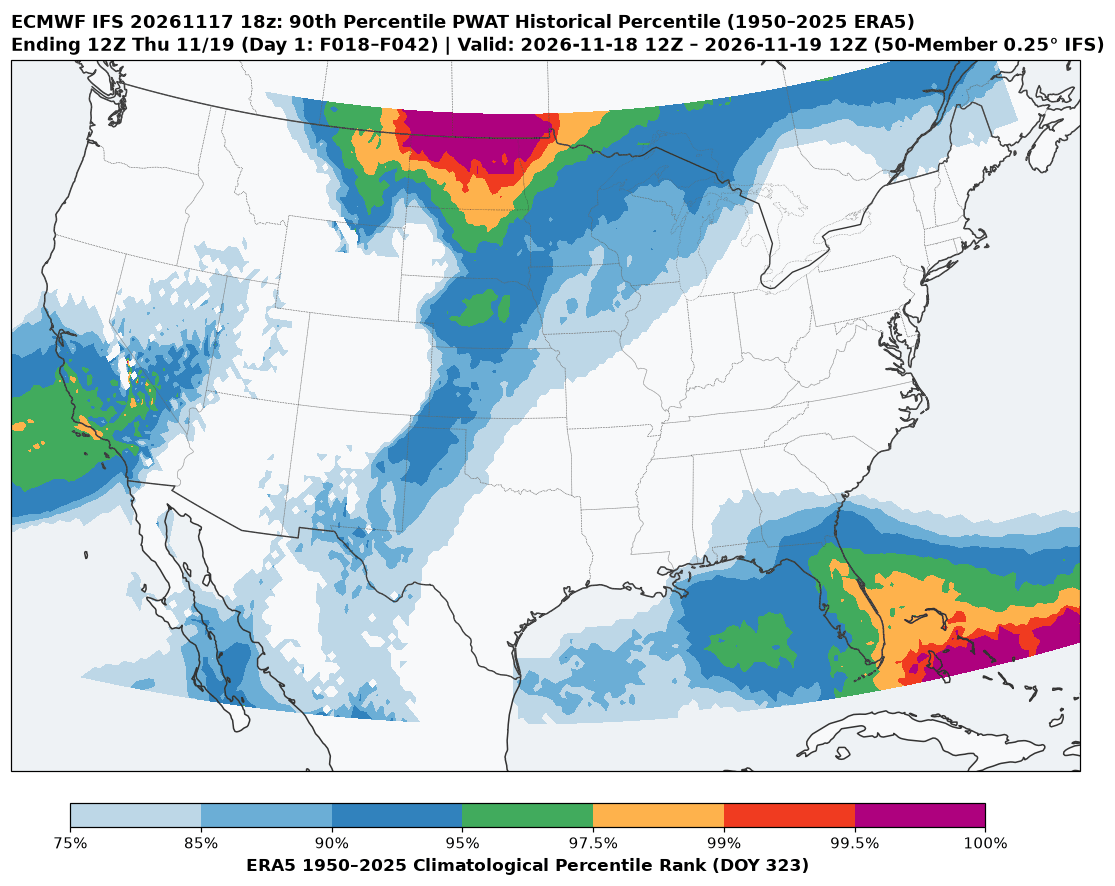 ECMWF IFS 20261117 18z: 90th Percentile PWAT Historical Percentile (1950–2025 ERA5)
Ending 12Z Thu 11/19 (Day 1: F018–F042) | Valid: 2026-11-18 12Z – 2026-11-19 12Z (50-Member 0.25° IFS)
75% 85% 90% 95% 97.5% 99% 99.5% 100%
ERA5 1950–2025 Climatological Percentile Rank (DOY 323)